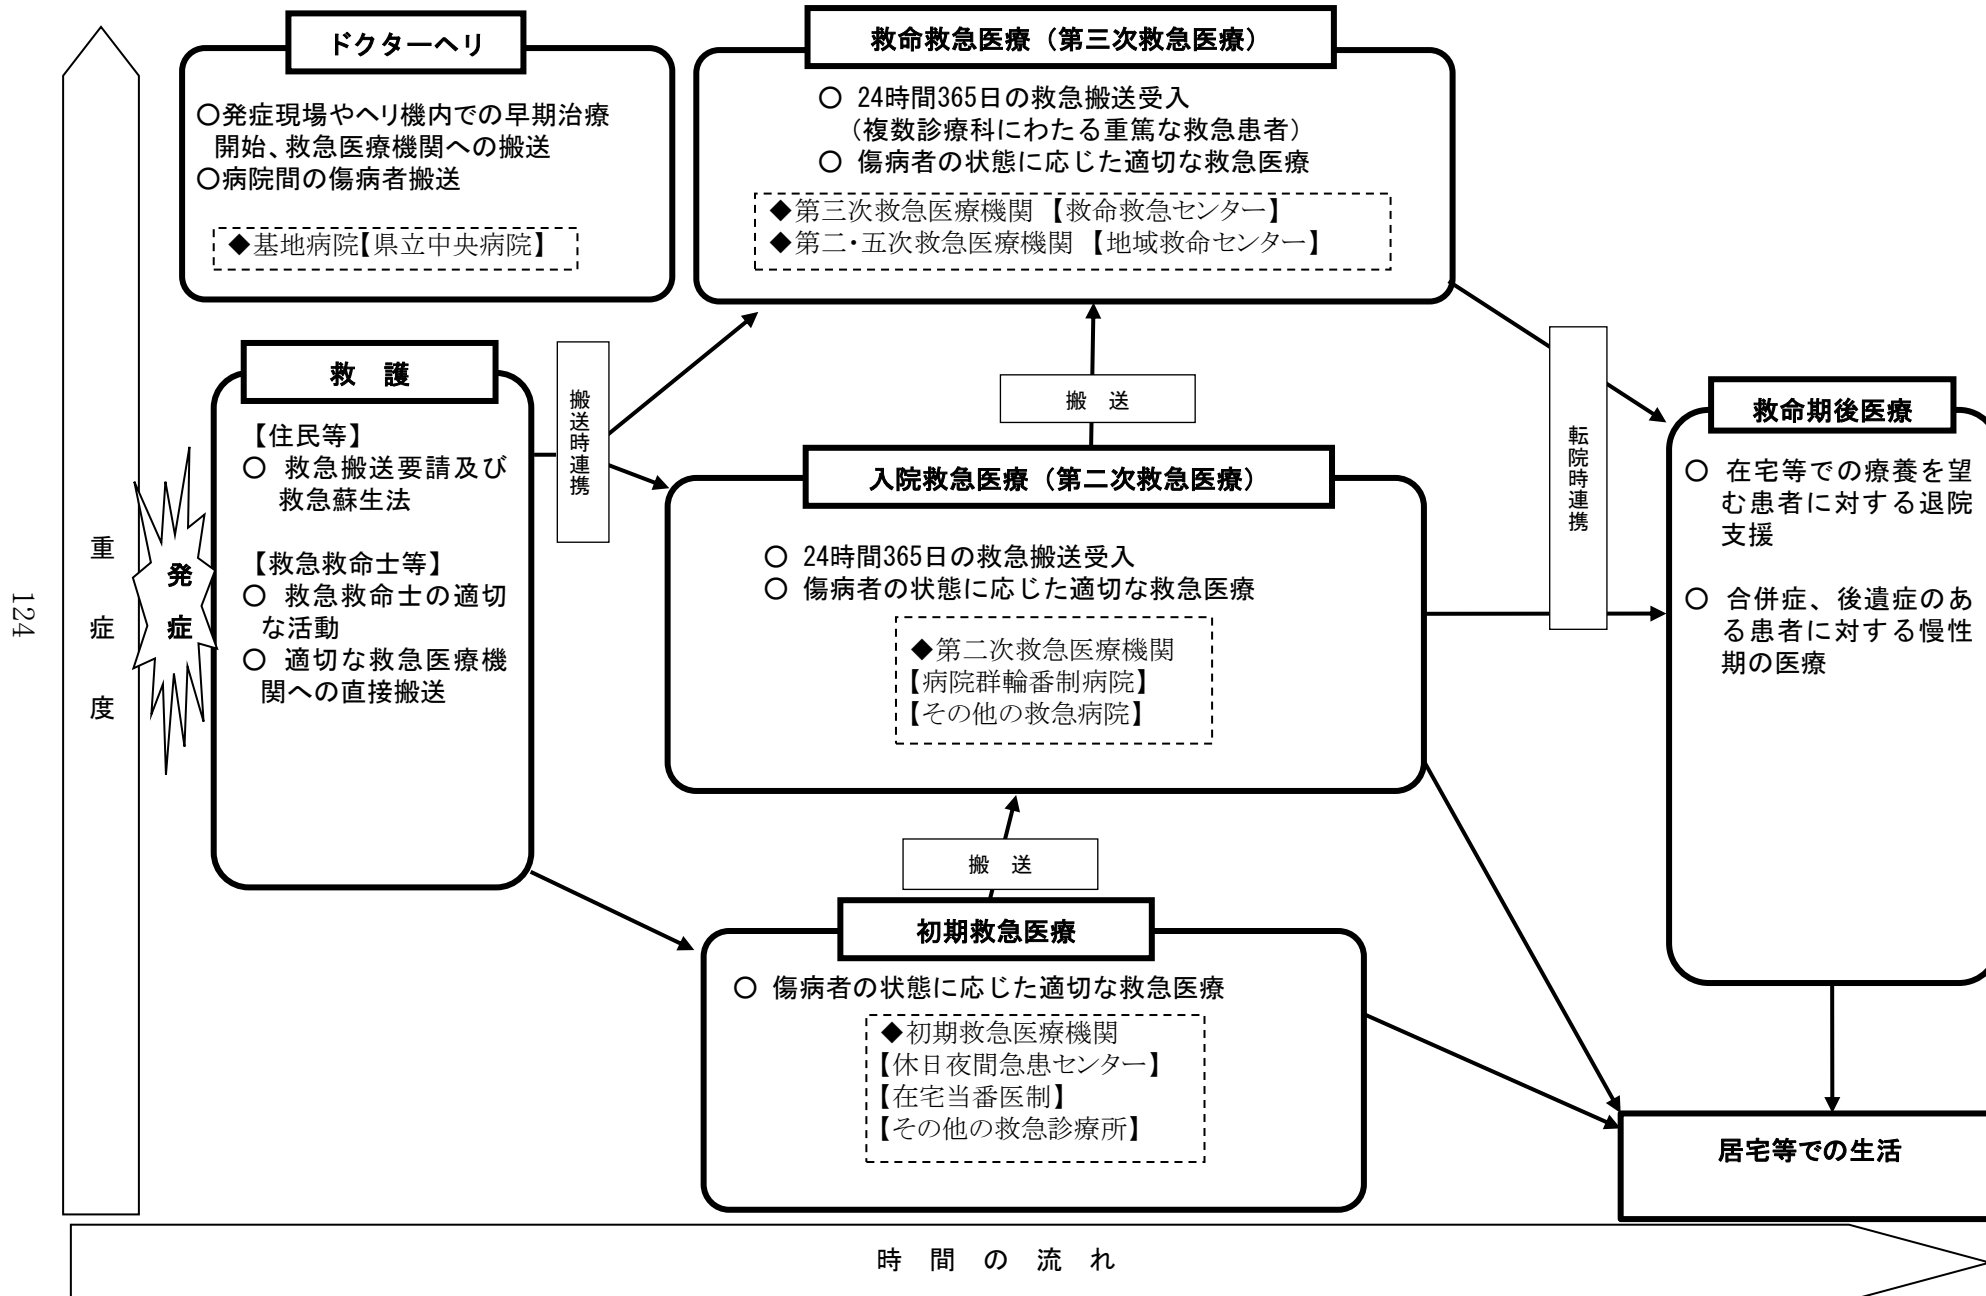 ドクターヘリ
〇発症現場やヘリ機内での早期治療
開始、救急医療機関への搬送
〇病院間の傷病者搬送
◆基地病院【県立中央病院】
救命救急医療（第三次救急医療）
〇 24時間365日の救急搬送受入
（複数診療科にわたる重篤な救急患者）
〇 傷病者の状態に応じた適切な救急医療
◆第三次救急医療機関 【救命救急センター】
◆第二・五次救急医療機関 【地域救命センター】
救　護
【住民等】
〇 救急搬送要請及び
救急蘇生法
【救急救命士等】
〇 救急救命士の適切
な活動
〇 適切な救急医療機
関への直接搬送
搬送時連携
搬　送
入院救急医療（第二次救急医療）
〇 24時間365日の救急搬送受入
〇 傷病者の状態に応じた適切な救急医療
◆第二次救急医療機関
【病院群輪番制病院】
【その他の救急病院】
搬　送
初期救急医療
〇 傷病者の状態に応じた適切な救急医療
◆初期救急医療機関
【休日夜間急患センター】
【在宅当番医制】
【その他の救急診療所】
転院時連携
救命期後医療
〇 在宅等での療養を望
む患者に対する退院
支援
〇 合併症、後遺症のあ
る患者に対する慢性
期の医療
居宅等での生活
重　症　度
発　症
時　間　の　流　れ
124